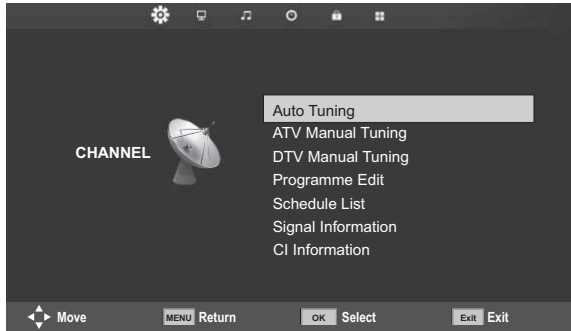 Auto Tuning
ATV Manual Tuning
CHANNEL
DTV Manual Tuning
Programme Edit
Schedule List
Signal Information
CI Information
Move MENU Return OK Select Exit Exit